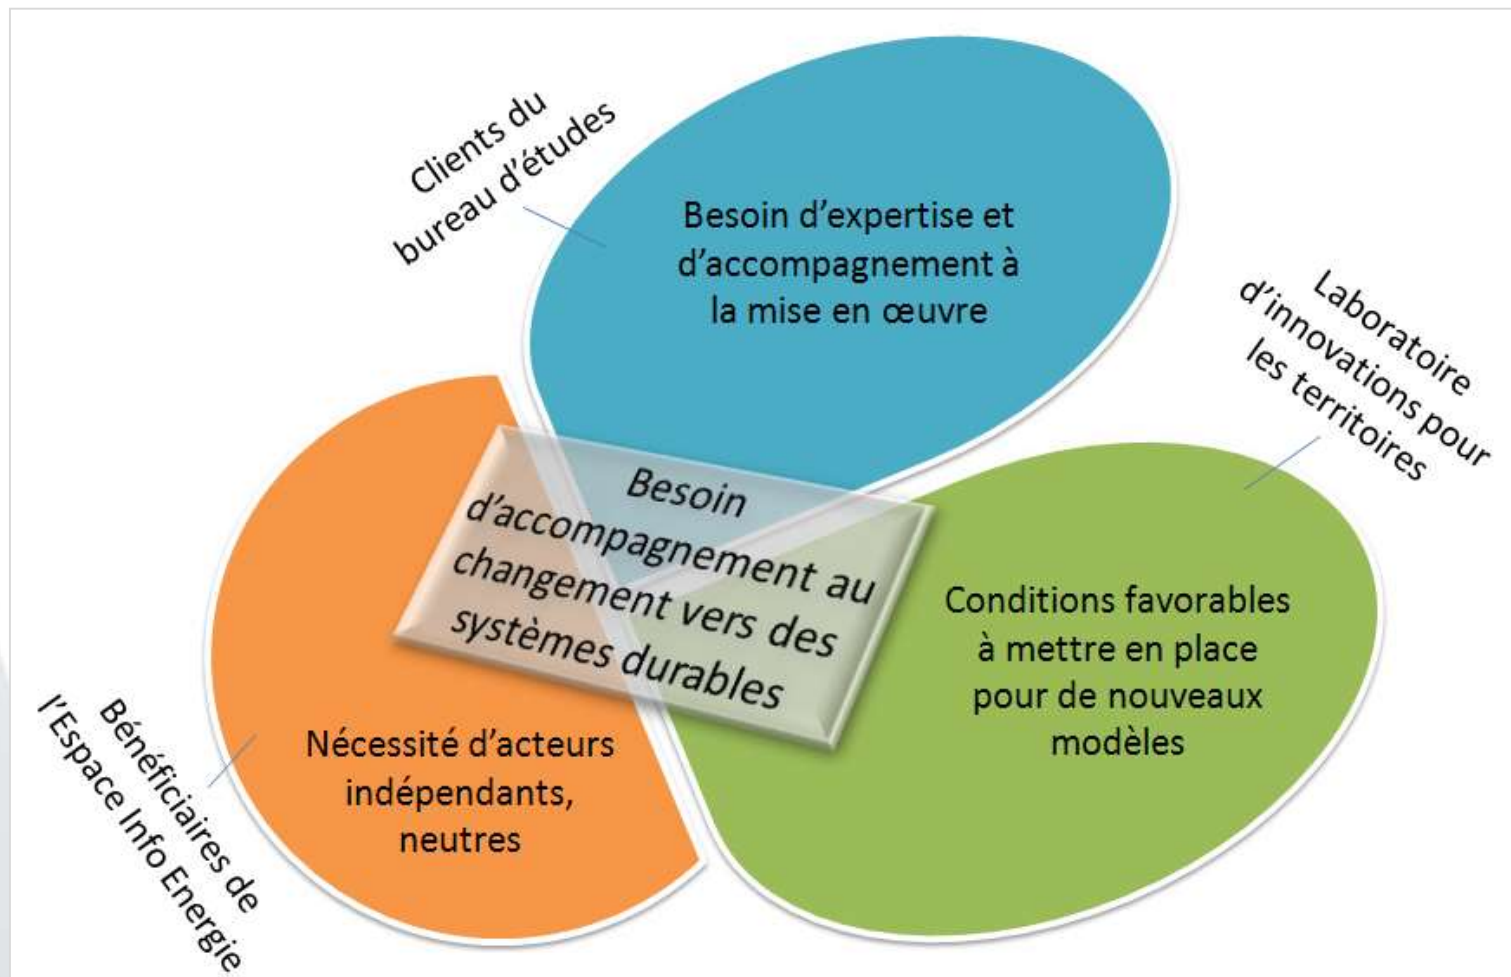 Clients du
bureau d'études
Besoin d'expertise et
d'accompagnement à
la mise en œuvre
Laboratoire
d'innovations pour
les territoires
Besoin
d'accompagnement au
changement vers des
systèmes durables
Conditions favorables
à mettre en place
pour de nouveaux
modèles
Bénéficiaires de
l'Espace Info Energie
Nécessité d'acteurs
indépendants,
neutres